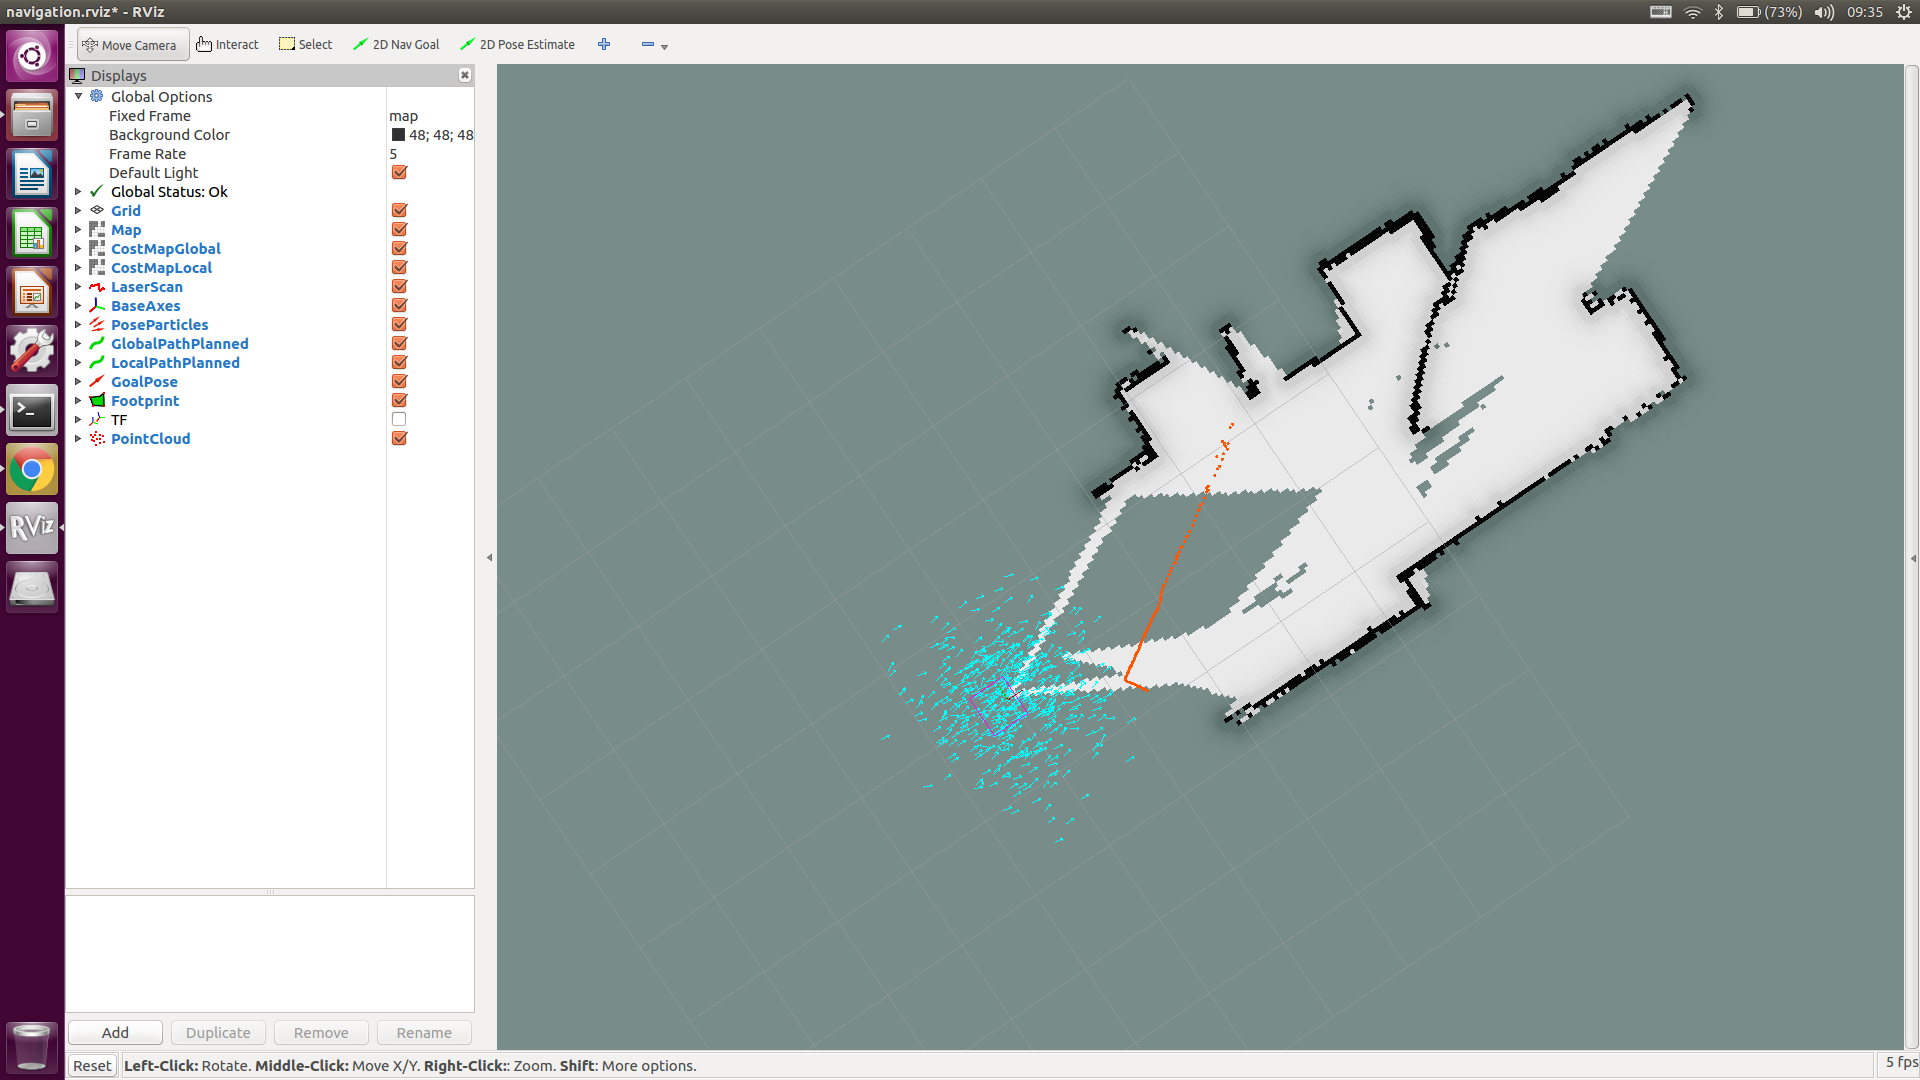 navigation.rviz* - RViz
(73%) 09:35
Move Camera Interact Select 2D Nav Goal 2D Pose Estimate
Displays
Global Options
Fixed Frame map
Background Color 48; 48; 48
Frame Rate 5
Default Light
Global Status: Ok
Grid
Map
CostMapGlobal
CostMapLocal
LaserScan
BaseAxes
PoseParticles
GlobalPathPlanned
LocalPathPlanned
GoalPose
Footprint
TF
PointCloud
RViz
Add Duplicate Remove Rename
Reset Left-Click: Rotate. Middle-Click: Move X/Y. Right-Click:: Zoom. Shift: More options. 5 fps